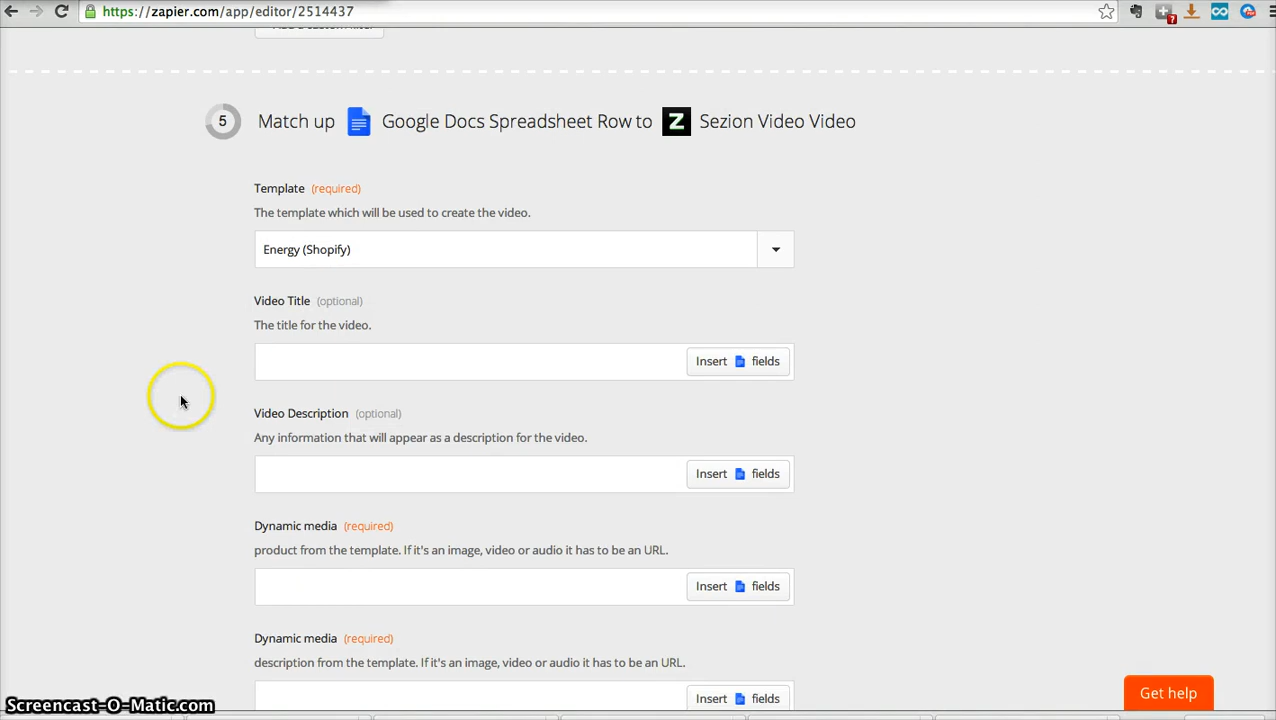 https://zapier.com/app/editor/2514437
5 Match up Google Docs Spreadsheet Row to Z Sezion Video Video
Template (required)
The template which will be used to create the video.
Energy (Shopify)
Video Title (optional)
The title for the video.
Insert fields
Video Description (optional)
Any information that will appear as a description for the video.
Insert fields
Dynamic media (required)
product from the template. If it's an image, video or audio it has to be an URL.
Insert fields
Dynamic media (required)
description from the template. If it's an image, video or audio it has to be an URL.
Insert fields
Get help
Screencast-O-Matic.com